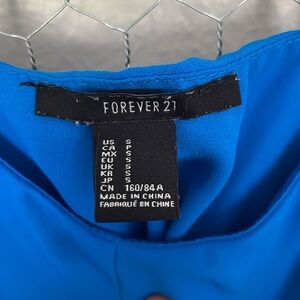 FOREVER 21
US S
CA P
MX S
EU S
UK S
KR S
JP S
CN 160/84A
MADE IN CHINA
FABRIQUÉ EN CHINE